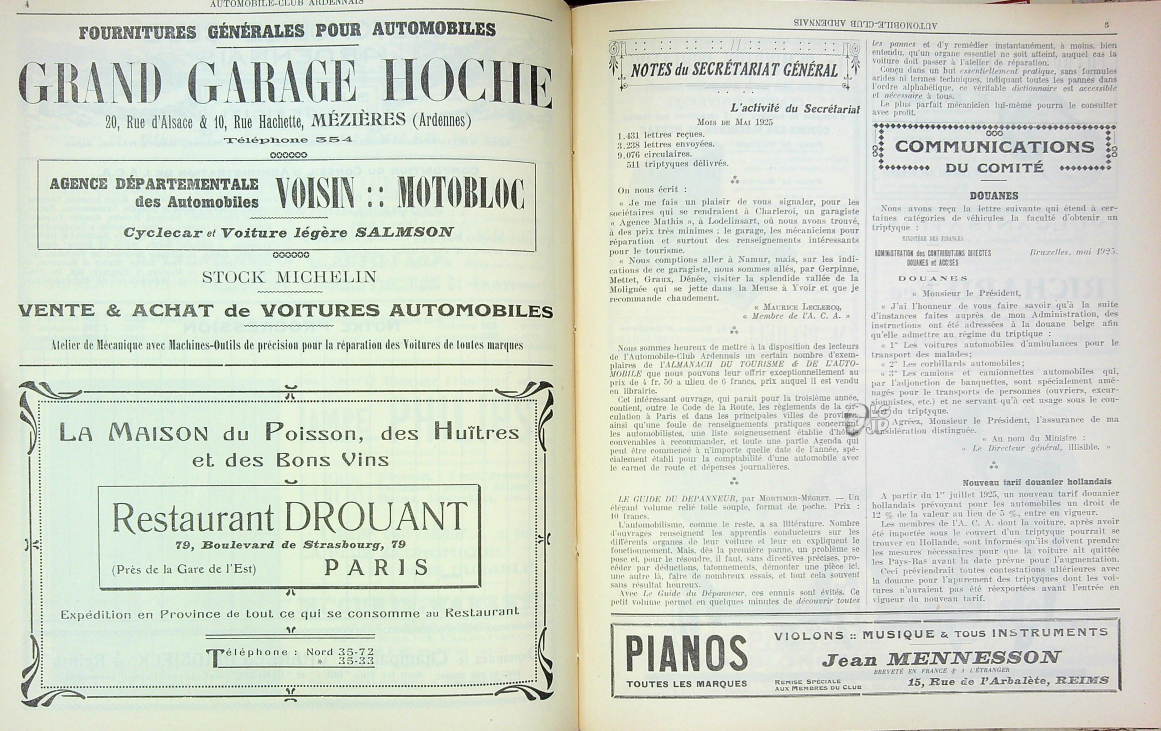 4
AUTOMOBILE-CLUB ARDENNAIS
FOURNITURES GÉNÉRALES POUR AUTOMOBILES
GRAND GARAGE HOCHE
20, Rue d'Alsace & 10, Rue Hachette, MÉZIÈRES (Ardennes)
Téléphone 354
AGENCE DÉPARTEMENTALE
des Automobiles
VOISIN :: MOTOBLOC
Cyclecar et Voiture légère SALMSON
STOCK MICHELIN
VENTE & ACHAT de VOITURES AUTOMOBILES
Atelier de Mécanique avec Machines-Outils de précision pour la réparation des Voitures de toutes marques
LA MAISON du Poisson, des Huîtres
et des Bons Vins
Restaurant DROUANT
79, Boulevard de Strasbourg, 79
(Près de la Gare de l'Est)
PARIS
Expédition en Province de tout ce qui se consomme au Restaurant
Téléphone : Nord 35-72
» 35-33
AUTOMOBILE-CLUB ARDENNAIS
5
NOTES du SECRÉTARIAT GÉNÉRAL
L'activité du Secrétariat
MOIS DE MAI 1925
1.431 lettres reçues.
3.238 lettres envoyées.
9.076 circulaires.
511 triptyques délivrés.
On nous écrit :
« Je me fais un plaisir de vous signaler, pour les
sociétaires qui se rendraient à Charleroi, un garagiste
« Agence Mathis », à Lodelinsart, où nous avons trouvé,
à des prix très minimes : le garage, les mécaniciens pour
réparation et surtout des renseignements intéressants
pour le tourisme.
« Nous comptions aller à Namur, mais, sur les indi-
cations de ce garagiste, nous sommes allés, par Gerpinne,
Mettet, Graux, Dénée, visiter la splendide vallée de la
Molignée qui se jette dans la Meuse à Yvoir et que je
recommande chaudement.
« MAURICE LECLERCQ,
« Membre de l'A. C. A. »
Nous sommes heureux de mettre à la disposition des lecteurs
de l'Automobile-Club Ardennais un certain nombre d'exem-
plaires de l'ALMANACH DU TOURISME & DE L'AUTO-
MOBILE que nous pouvons leur offrir exceptionnellement au
prix de 4 fr. 50 a ulieu de 6 francs, prix auquel il est vendu
en librairie.
Cet intéressant ouvrage, qui paraît pour la troisième année,
contient, outre le Code de la Route, les règlements de la cir-
culation à Paris et dans les principales villes de province,
ainsi qu'une foule de renseignements pratiques concernant
les automobilistes, une liste soigneusement établie d'hôtels
convenables à recommander, et toute une partie Agenda qui
peut être commencé à n'importe quelle date de l'année, spé-
cialement établi pour la comptabilité d'une automobile avec
le carnet de route et dépenses journalières.
LE GUIDE DU DEPANNEUR, par MORTIMER-MÉGRET. — Un
élégant volume relié toile souple, format de poche. Prix :
10 francs.
L'automobilisme, comme le reste, a sa littérature. Nombre
d'ouvrages renseignent les apprentis conducteurs sur les
différents organes de leur voiture et leur en expliquent le
fonctionnement. Mais, dès la première panne, un problème se
pose et, pour le résoudre, il faut, sans directives précises, pro-
céder par déductions, tatonnements, démonter une pièce ici,
une autre là, faire de nombreux essais, et tout cela souvent
sans résultat heureux.
Avec Le Guide du Dépanneur, ces ennuis sont évités. Ce
petit volume permet en quelques minutes de découvrir toutes
les pannes et d'y remédier instantanément, à moins, bien
entendu, qu'un organe essentiel ne soit atteint, auquel cas la
voiture doit passer à l'atelier de réparation.
Conçu dans un but essentiellement pratique, sans formules
arides ni termes techniques, indiquant toutes les pannes dans
l'ordre alphabétique, ce véritable dictionnaire est accessible
et nécessaire à tous.
Le plus parfait mécanicien lui-même pourra le consulter
avec profit.
COMMUNICATIONS
DU COMITÉ
DOUANES
Nous avons reçu la lettre suivante qui étend à cer-
taines catégories de véhicules la faculté d'obtenir un
triptyque :
MINISTÈRE DES FINANCES
ADMINISTRATION des CONTRIBUTIONS DIRECTES
DOUANES et ACCISES
Bruxelles, mai 1925.
DOUANES
« Monsieur le Président,
« J'ai l'honneur de vous faire savoir qu'à la suite
d'instances faites auprès de mon Administration, des
instructions ont été adressées à la douane belge afin
qu'elle admettre au régime du triptique :
« 1° Les voitures automobiles d'ambulances pour le
transport des malades;
« 2° Les corbillards automobiles;
« 3° Les camions et camionnettes automobiles qui,
par l'adjonction de banquettes, sont spécialement amé-
nagés pour le transports de personnes (ouvriers, excur-
sionnistes, etc.) et ne servant qu'à cet usage sous le cou-
du triptyque.
Agréez, Monsieur le Président, l'assurance de ma
considération distinguée.
« Au nom du Ministre :
« Le Directeur général, illisible. »
Nouveau tarif douanier hollandais
A partir du 1er juillet 1925, un nouveau tarif douanier
hollandais prévoyant pour les automobiles un droit de
12 % de la valeur au lieu de 5 %, entre en vigueur.
Les membres de l'A. C. A. dont la voiture, après avoir
été importée sous le couvert d'un triptyque pourrait se
trouver en Hollande, sont informés qu'ils doivent prendre
les mesures nécessaires pour que la voiture ait quittée
les Pays-Bas avant la date prévue pour l'augmentation.
Ceci préviendrait toutes contestations ultérieures avec
la douane pour l'apurement des triptyques dont les voi-
tures n'auraient pas été réexportées avant l'entrée en
vigueur du nouveau tarif.
PIANOS
TOUTES LES MARQUES
VIOLONS :: MUSIQUE & TOUS INSTRUMENTS
Jean MENNESSON
BREVETÉ EN FRANCE & A L'ÉTRANGER
REMISE SPÉCIALE
AUX MEMBRES DU CLUB
15, Rue de l'Arbalète, REIMS